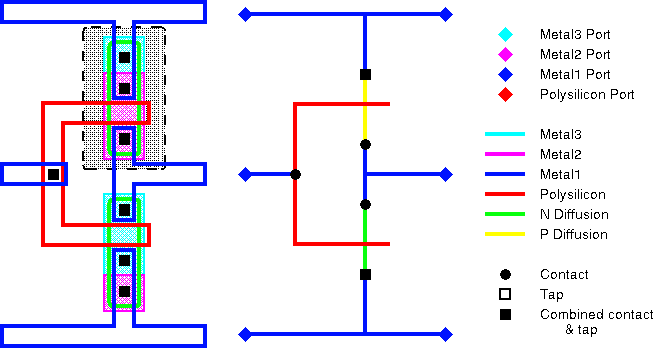 Metal3 Port
Metal2 Port
Metal1 Port
Polysilicon Port
Metal3
Metal2
Metal1
Polysilicon
N Diffusion
P Diffusion
Contact
Tap
Combined contact
& tap